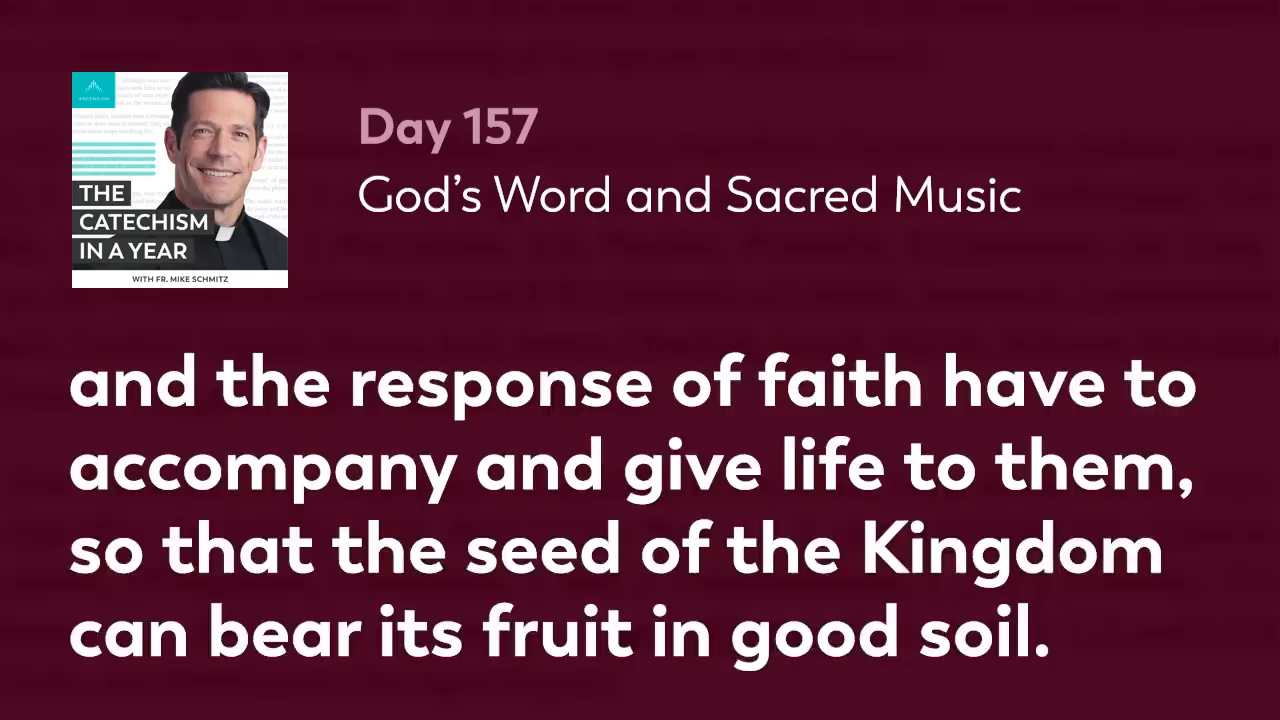 ASCENSION
THE
CATECHISM
IN A YEAR
WITH FR. MIKE SCHMITZ
Day 157
God’s Word and Sacred Music
and the response of faith have to
accompany and give life to them,
so that the seed of the Kingdom
can bear its fruit in good soil.